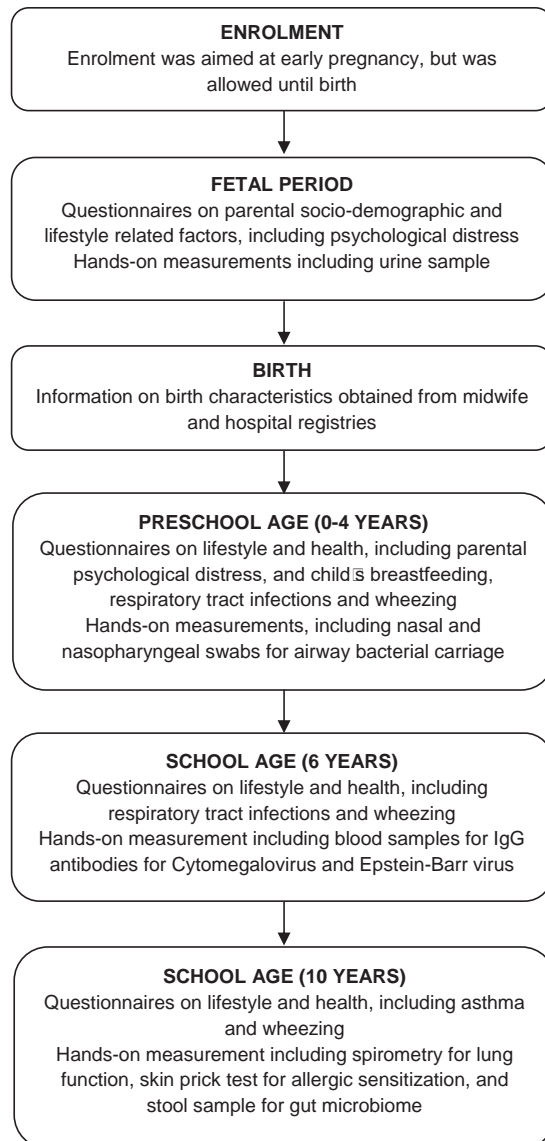 ENROLMENT
Enrolment was aimed at early pregnancy, but was
allowed until birth
FETAL PERIOD
Questionnaires on parental socio-demographic and
lifestyle related factors, including psychological distress
Hands-on measurements including urine sample
BIRTH
Information on birth characteristics obtained from midwife
and hospital registries
PRESCHOOL AGE (0-4 YEARS)
Questionnaires on lifestyle and health, including parental
psychological distress, and child s breastfeeding,
respiratory tract infections and wheezing
Hands-on measurements, including nasal and
nasopharyngeal swabs for airway bacterial carriage
SCHOOL AGE (6 YEARS)
Questionnaires on lifestyle and health, including
respiratory tract infections and wheezing
Hands-on measurement including blood samples for IgG
antibodies for Cytomegalovirus and Epstein-Barr virus
SCHOOL AGE (10 YEARS)
Questionnaires on lifestyle and health, including asthma
and wheezing
Hands-on measurement including spirometry for lung
function, skin prick test for allergic sensitization, and
stool sample for gut microbiome